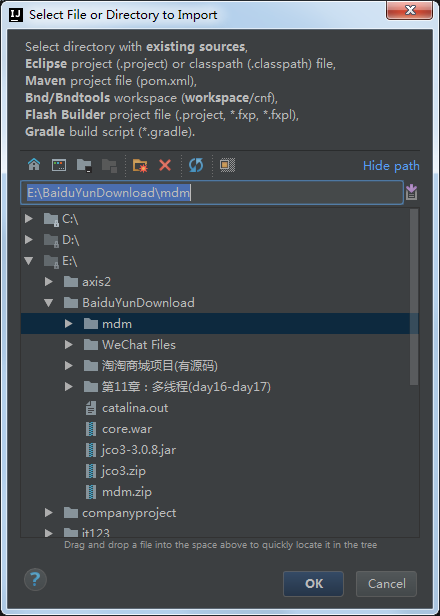 Select File or Directory to Import
Select directory with existing sources,
Eclipse project (.project) or classpath (.classpath) file,
Maven project file (pom.xml),
Bnd/Bndtools workspace (workspace/cnf),
Flash Builder project file (.project, *.fxp, *.fxpl),
Gradle build script (*.gradle).
Hide path
E:\BaiduYunDownload\mdm
C:\
D:\
E:\
axis2
BaiduYunDownload
mdm
WeChat Files
淘淘商城项目(有源码)
第11章：多线程(day16-day17)
catalina.out
core.war
jco3-3.0.8.jar
jco3.zip
mdm.zip
companyproject
it123
Drag and drop a file into the space above to quickly locate it in the tree
?
OK
Cancel